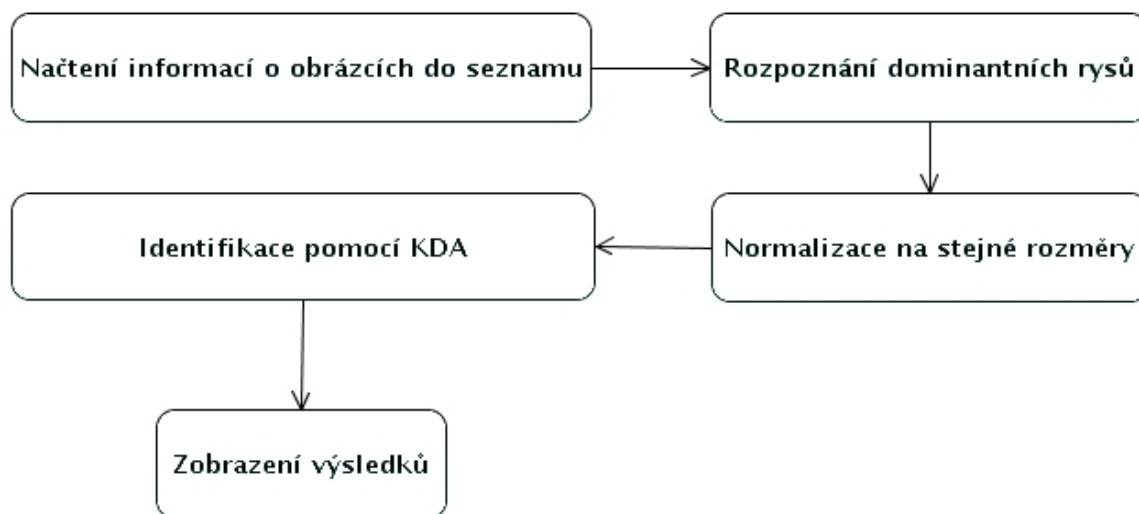 Načtení informací o obrázcích do seznamu
Rozpoznání dominantních rysů
Normalizace na stejné rozměry
Identifikace pomocí KDA
Zobrazení výsledků